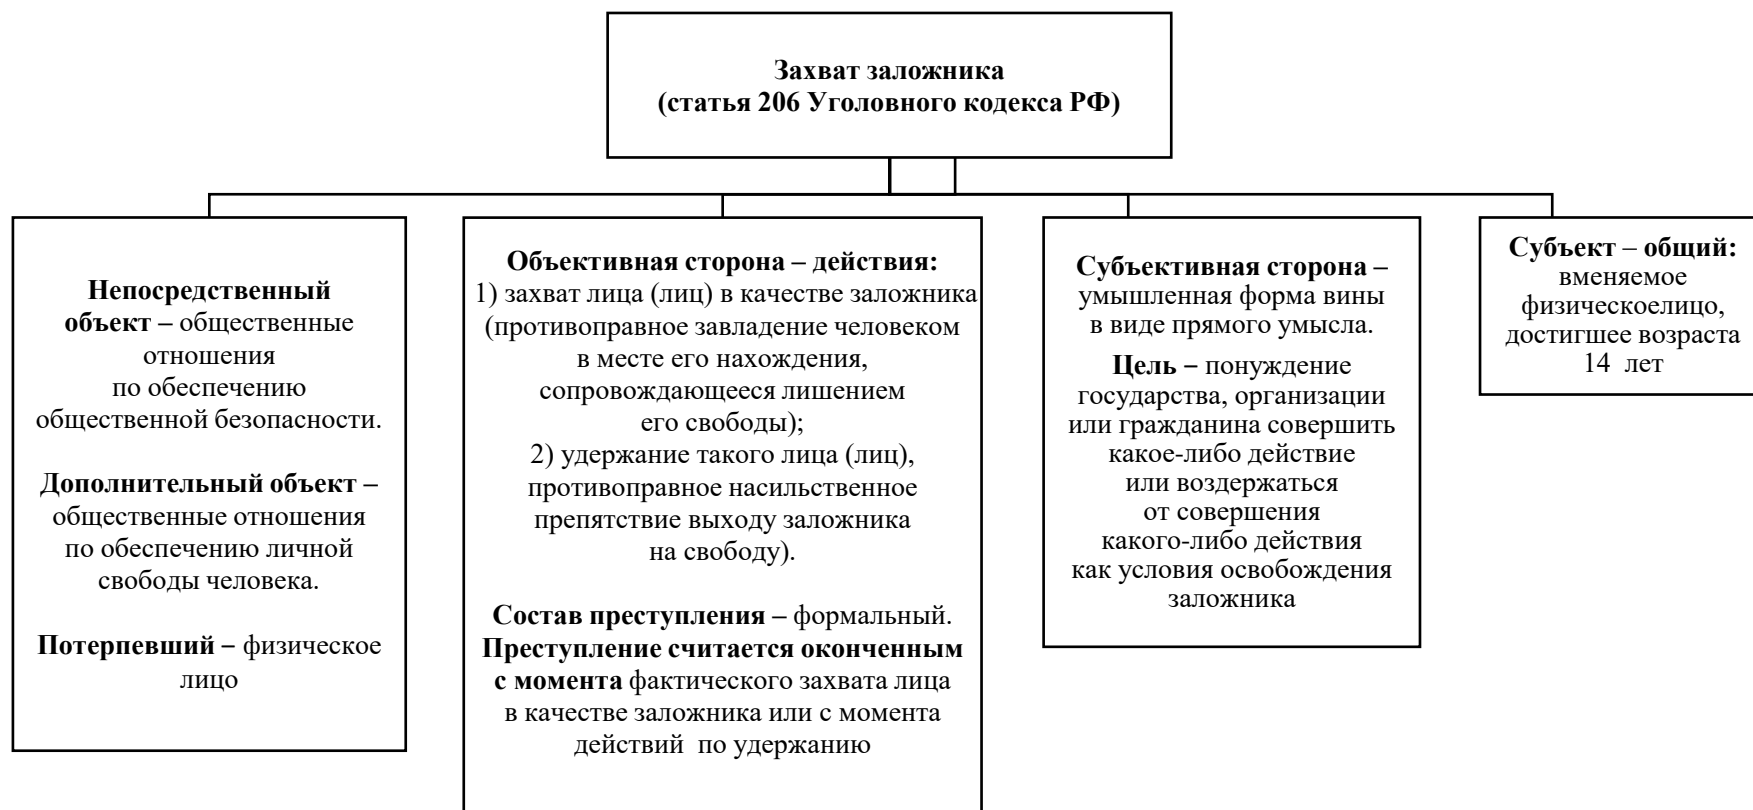 Захват заложника
(статья 206 Уголовного кодекса РФ)
Непосредственный
объект – общественные
отношения
по обеспечению
общественной безопасности.
Дополнительный объект –
общественные отношения
по обеспечению личной
свободы человека.
Потерпевший – физическое
лицо
Объективная сторона – действия:
1) захват лица (лиц) в качестве заложника
(противоправное завладение человеком
в месте его нахождения,
сопровождающееся лишением
его свободы);
2) удержание такого лица (лиц),
противоправное насильственное
препятствие выходу заложника
на свободу).
Состав преступления – формальный.
Преступление считается оконченным
с момента фактического захвата лица
в качестве заложника или с момента
действий по удержанию
Субъективная сторона –
умышленная форма вины
в виде прямого умысла.
Цель – понуждение
государства, организации
или гражданина совершить
какое-либо действие
или воздержаться
от совершения
какого-либо действия
как условия освобождения
заложника
Субъект – общий:
вменяемое
физическоелицо,
достигшее возраста
14 лет